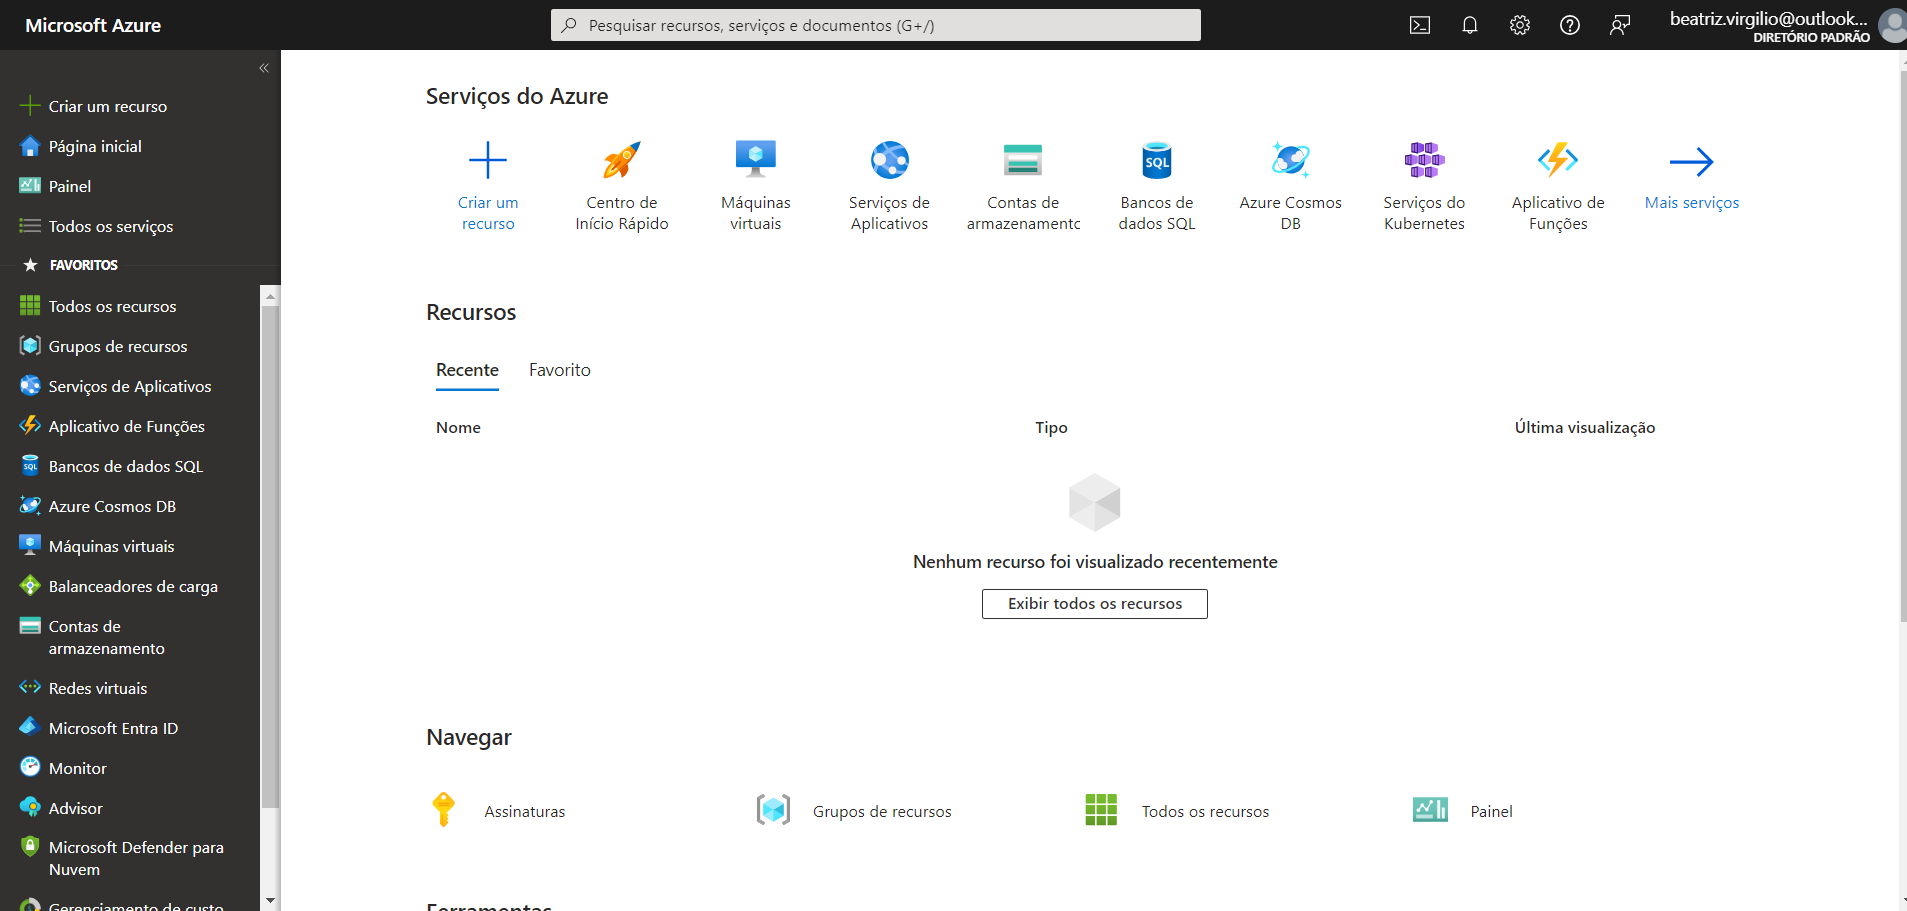 Microsoft Azure
Pesquisar recursos, serviços e documentos (G+/)
beatriz.virgilio@outlook...
DIRETÓRIO PADRÃO
Criar um recurso
Página inicial
Painel
Todos os serviços
FAVORITOS
Todos os recursos
Grupos de recursos
Serviços de Aplicativos
Aplicativo de Funções
Bancos de dados SQL
Azure Cosmos DB
Máquinas virtuais
Balanceadores de carga
Contas de
armazenamento
Redes virtuais
Microsoft Entra ID
Monitor
Advisor
Microsoft Defender para
Nuvem
Gerenciamento de custo
Serviços do Azure
Criar um
recurso
Centro de
Início Rápido
Máquinas
virtuais
Serviços de
Aplicativos
Contas de
armazenamentc
SQL
Bancos de
dados SQL
Azure Cosmos
DB
Serviços do
Kubernetes
Aplicativo de
Funções
Mais serviços
Recursos
Recente
Favorito
Nome
Tipo
Última visualização
Nenhum recurso foi visualizado recentemente
Exibir todos os recursos
Navegar
Assinaturas
Grupos de recursos
Todos os recursos
Painel
Ferramentas